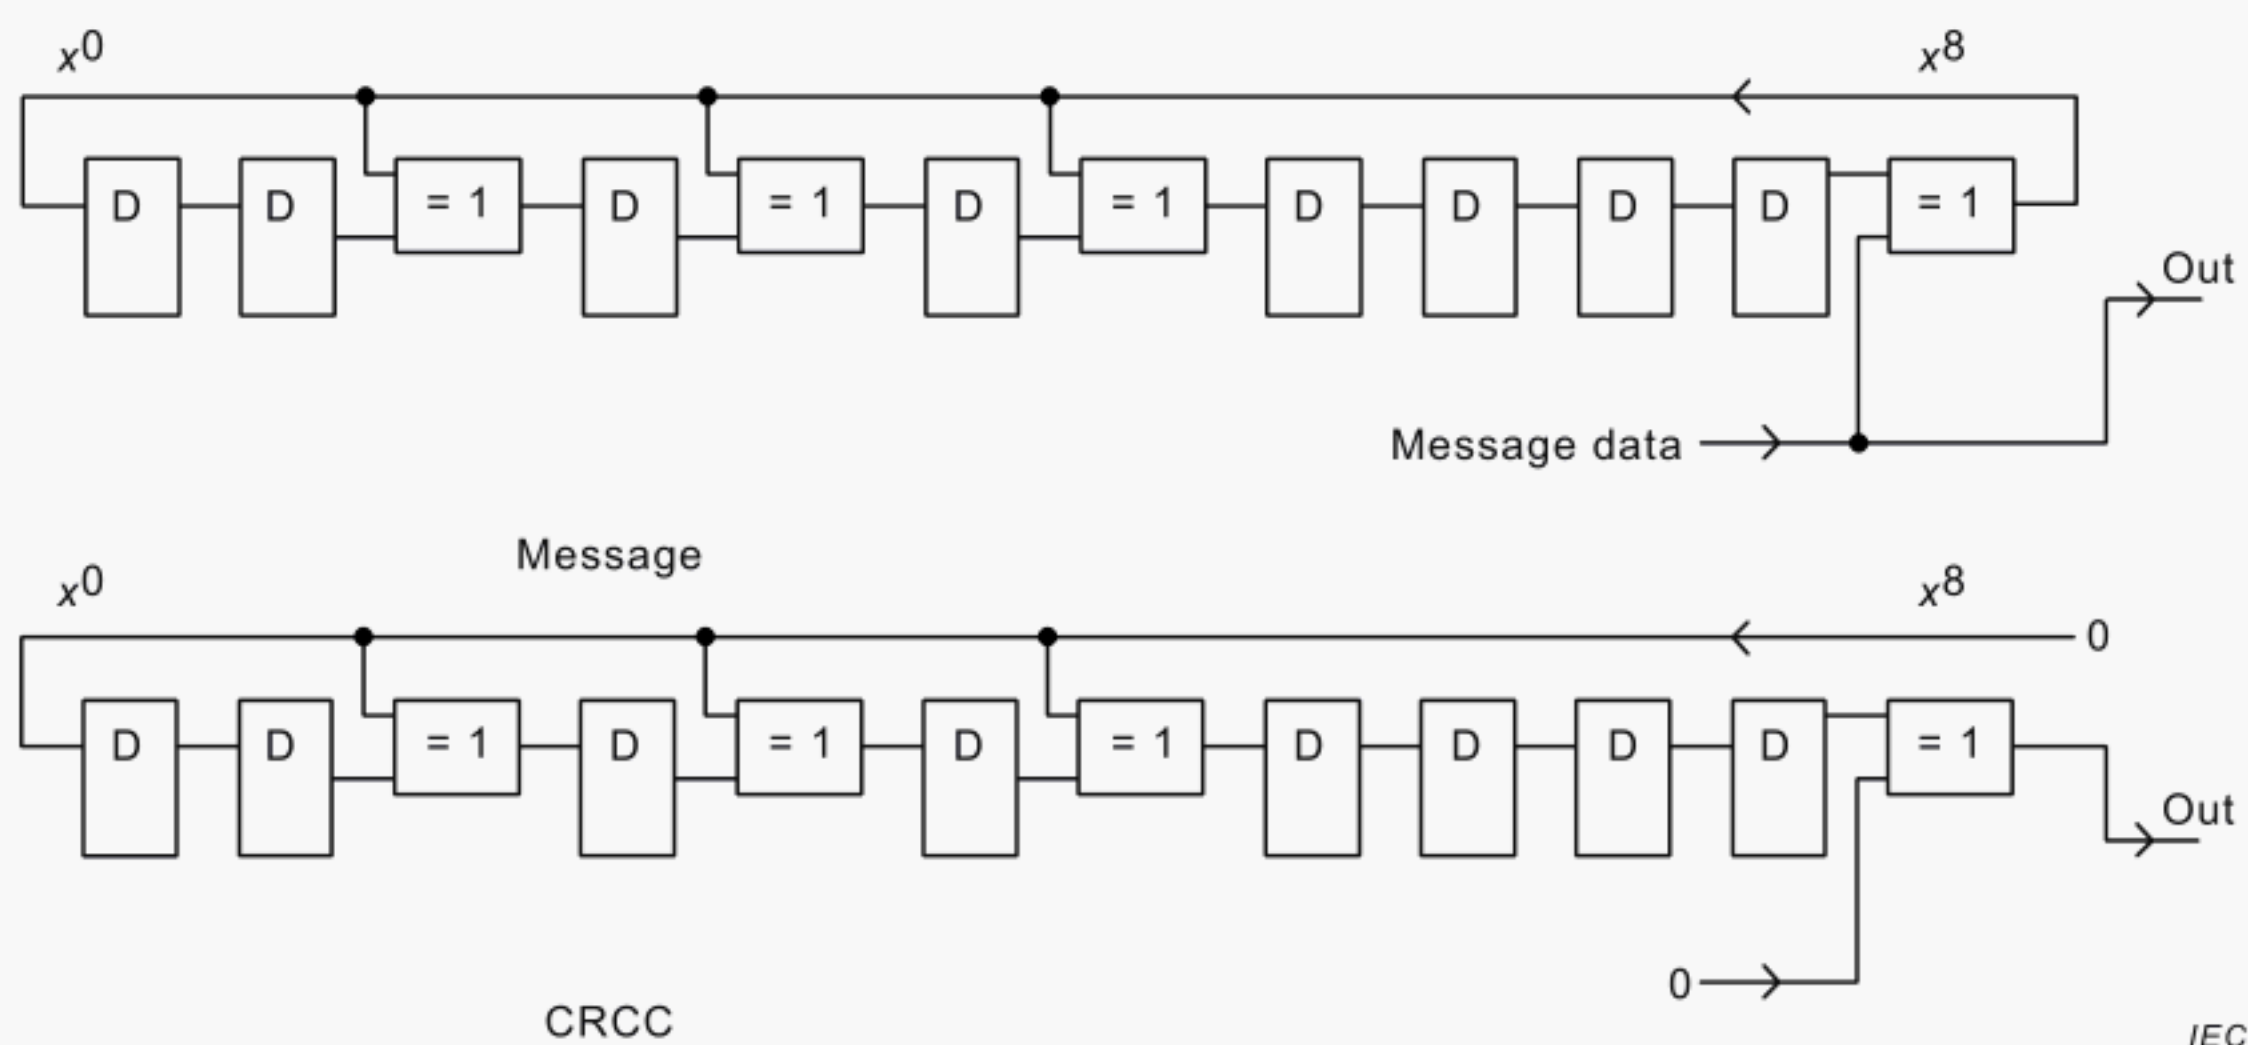 x⁰ x⁸
D D = 1 D = 1 D = 1 D D D D = 1
Out
Message data
Message
x⁰ x⁸
0
D D = 1 D = 1 D = 1 D D D D = 1
Out
0
CRCC
IEC